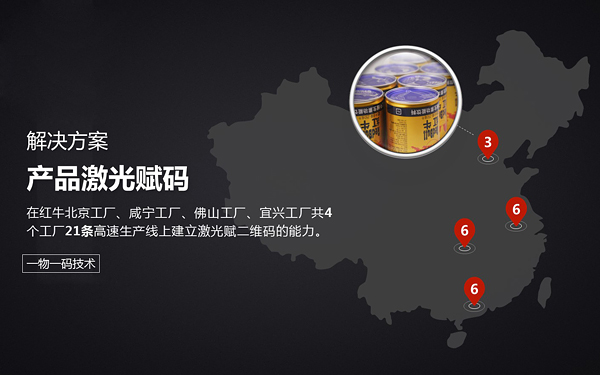 解决方案
产品激光赋码
在红牛北京工厂、咸宁工厂、佛山工厂、宜兴工厂共4
个工厂21条高速生产线上建立激光赋二维码的能力。
一物一码技术
3
6
6
6